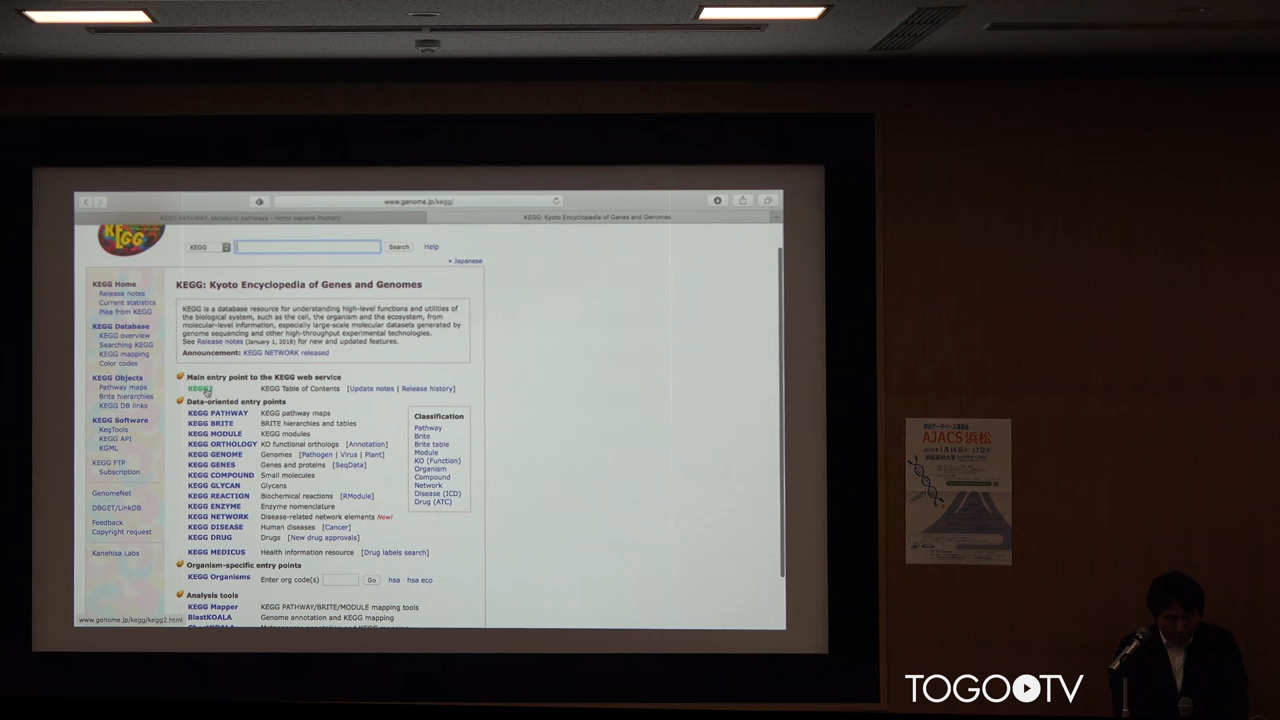 www.genome.jp/kegg/
KEGG PATHWAY: Metabolic pathways - Homo sapiens (human)
KEGG: Kyoto Encyclopedia of Genes and Genomes
KEGG
KEGG
Search
Help
» Japanese
KEGG Home
Release notes
Current statistics
Plea from KEGG
KEGG Database
KEGG overview
Searching KEGG
KEGG mapping
Color codes
KEGG Objects
Pathway maps
Brite hierarchies
KEGG DB links
KEGG Software
KegTools
KEGG API
KGML
KEGG FTP
Subscription
GenomeNet
DBGET/LinkDB
Feedback
Copyright request
Kanehisa Labs
KEGG: Kyoto Encyclopedia of Genes and Genomes
KEGG is a database resource for understanding high-level functions and utilities
of the biological system, such as the cell, the organism and the ecosystem, from
molecular-level information, especially large-scale molecular datasets generated by
genome sequencing and other high-throughput experimental technologies.
See Release notes (January 1, 2018) for new and updated features.
Announcement: KEGG NETWORK released
Main entry point to the KEGG web service
KEGG2 KEGG Table of Contents [Update notes | Release history]
Data-oriented entry points
KEGG PATHWAY KEGG pathway maps
KEGG BRITE BRITE hierarchies and tables
KEGG MODULE KEGG modules
KEGG ORTHOLOGY KO functional orthologs [Annotation]
KEGG GENOME Genomes [Pathogen | Virus | Plant]
KEGG GENES Genes and proteins [SeqData]
KEGG COMPOUND Small molecules
KEGG GLYCAN Glycans
KEGG REACTION Biochemical reactions [RModule]
KEGG ENZYME Enzyme nomenclature
KEGG NETWORK Disease-related network elements New!
KEGG DISEASE Human diseases [Cancer]
KEGG DRUG Drugs [New drug approvals]
KEGG MEDICUS Health information resource [Drug labels search]
Classification
Pathway
Brite
Brite table
Module
KO (Function)
Organism
Compound
Network
Disease (ICD)
Drug (ATC)
Organism-specific entry points
KEGG Organisms Enter org code(s) Go hsa hsa eco
Analysis tools
KEGG Mapper KEGG PATHWAY/BRITE/MODULE mapping tools
BlastKOALA Genome annotation and KEGG mapping
www.genome.jp/kegg/kegg2.html
AJACS浜松
TOGO TV